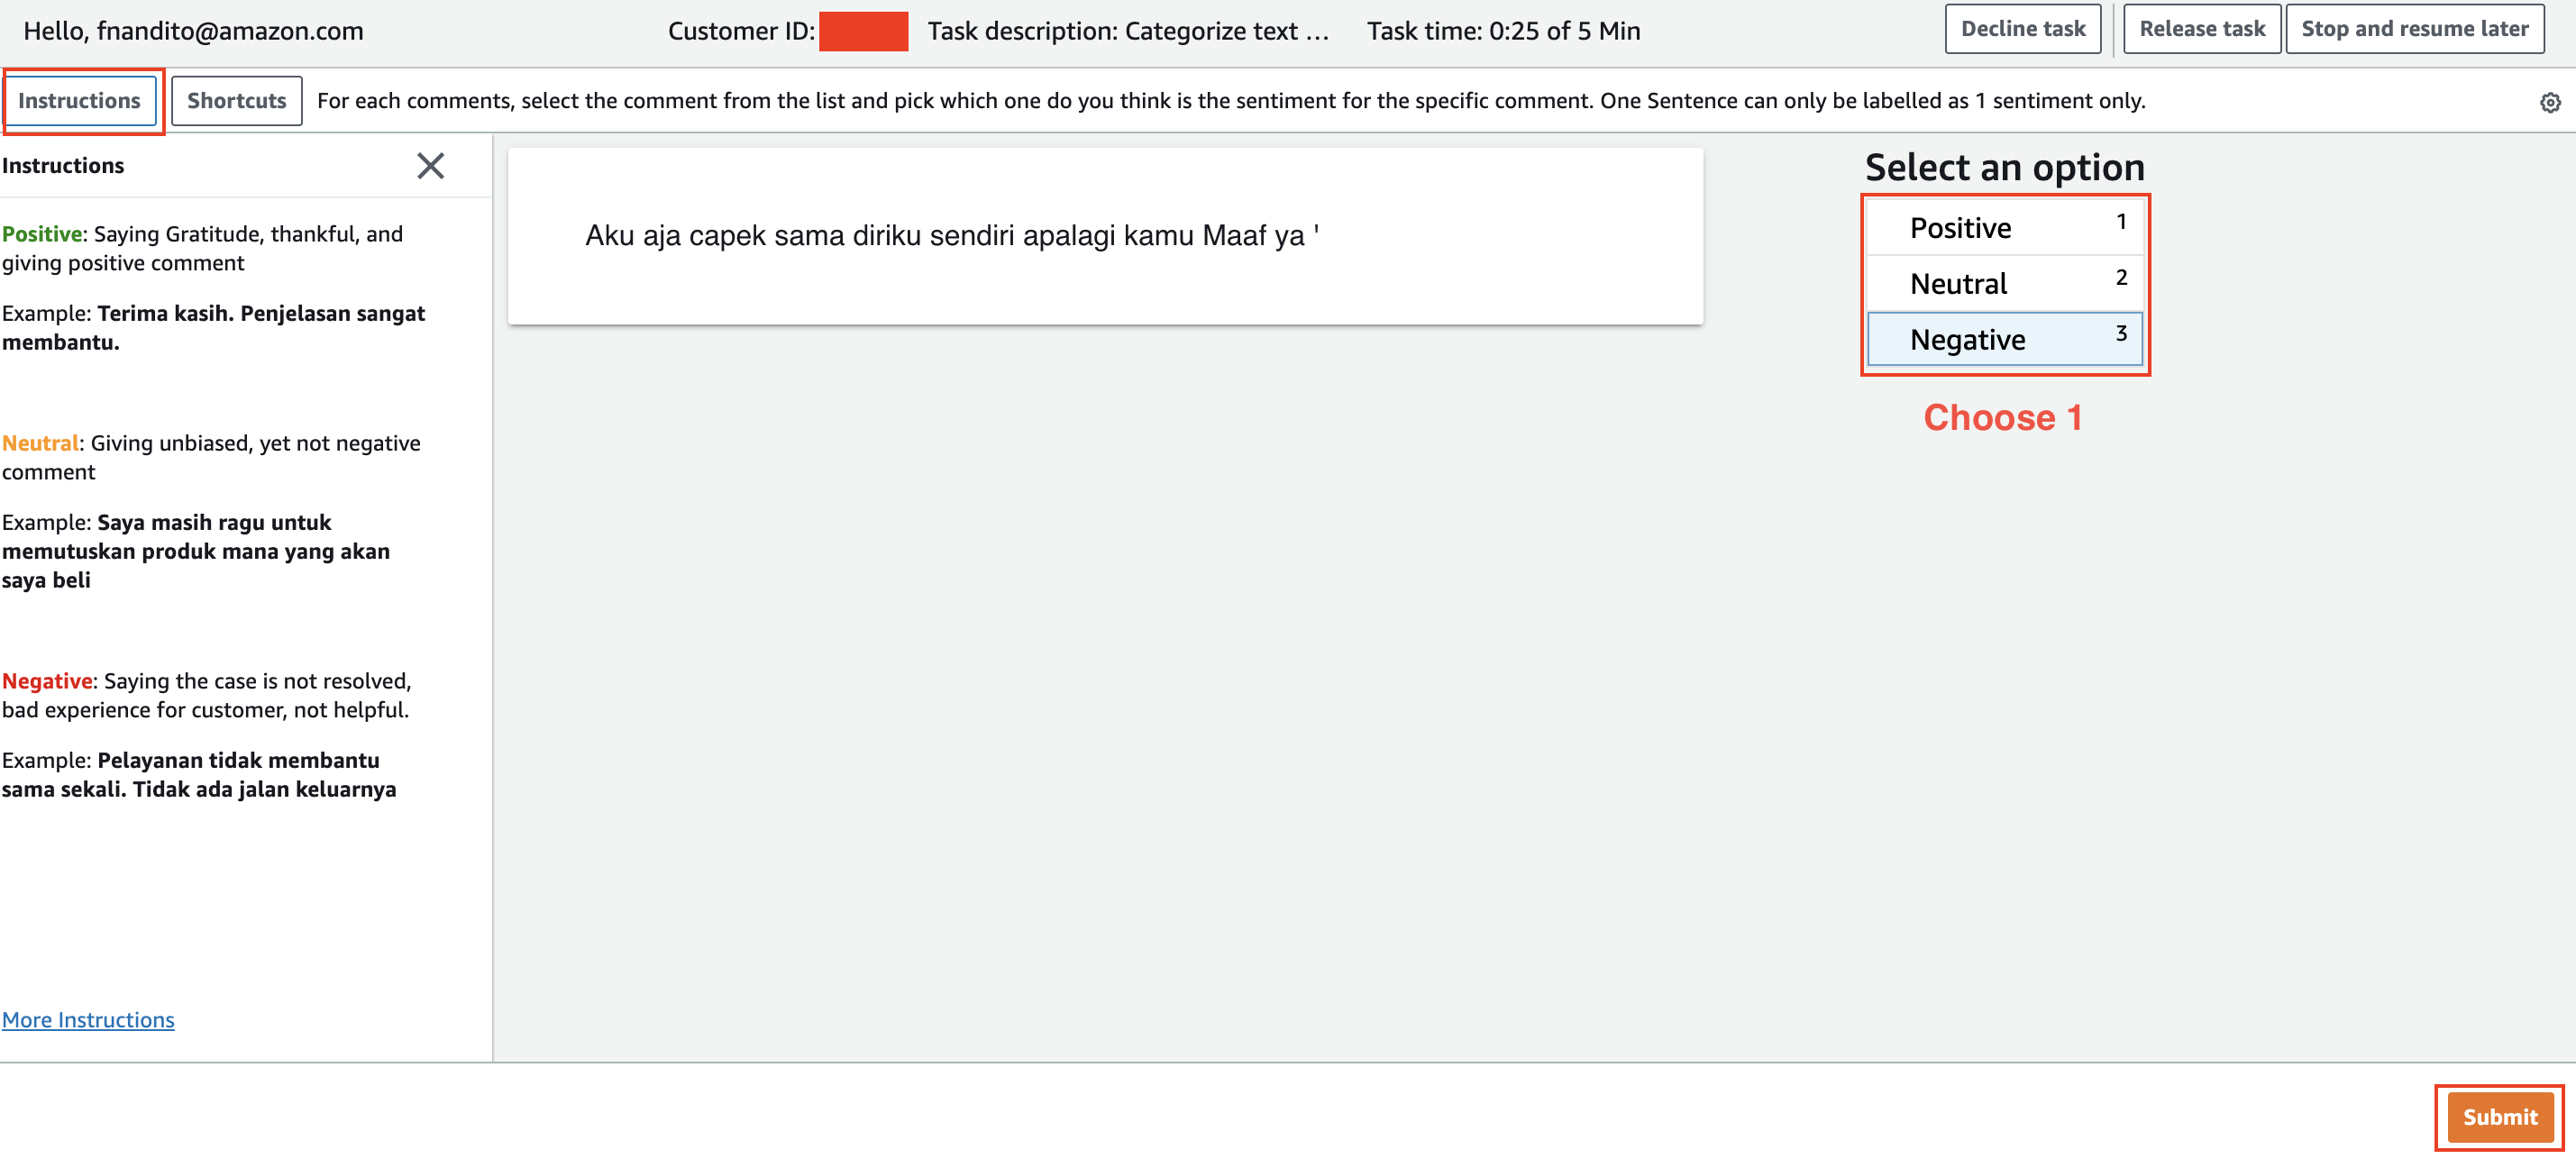 Hello, fnandito@amazon.com Customer ID: Task description: Categorize text ... Task time: 0:25 of 5 Min Decline task Release task Stop and resume later
Instructions Shortcuts For each comments, select the comment from the list and pick which one do you think is the sentiment for the specific comment. One Sentence can only be labelled as 1 sentiment only.
Instructions
Positive: Saying Gratitude, thankful, and
giving positive comment
Example: Terima kasih. Penjelasan sangat
membantu.
Neutral: Giving unbiased, yet not negative
comment
Example: Saya masih ragu untuk
memutuskan produk mana yang akan
saya beli
Negative: Saying the case is not resolved,
bad experience for customer, not helpful.
Example: Pelayanan tidak membantu
sama sekali. Tidak ada jalan keluarnya
More Instructions
Aku aja capek sama diriku sendiri apalagi kamu Maaf ya '
Select an option
Positive 1
Neutral 2
Negative 3
Choose 1
Submit